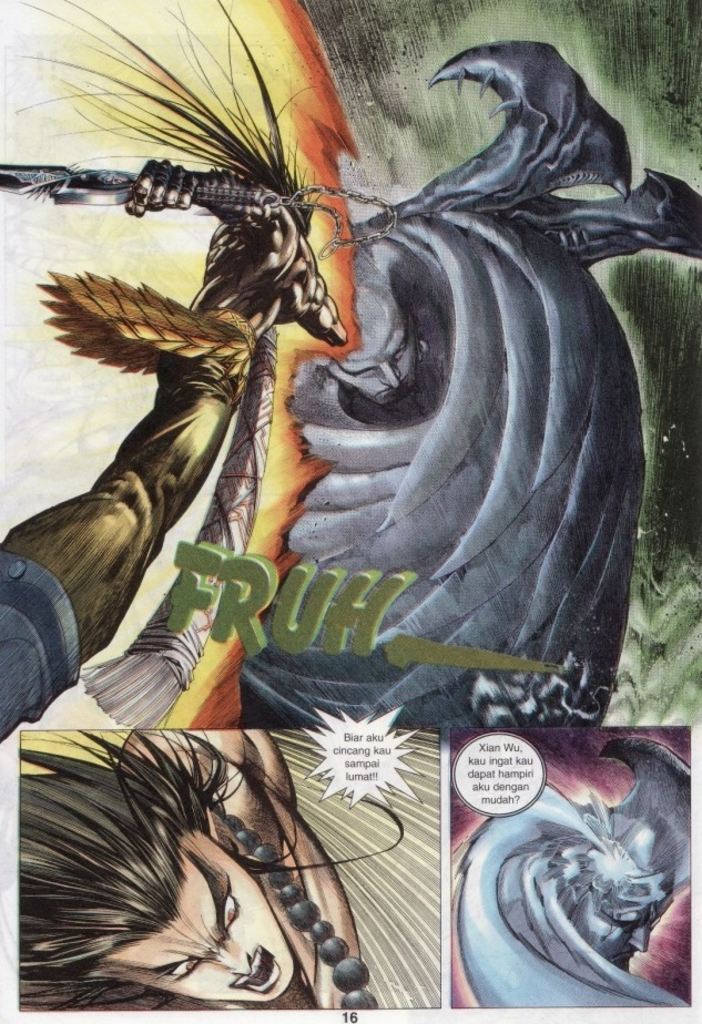 FRUH
Biar aku
cincang kau
sampai
lumat!!
Xian Wu,
kau ingat kau
dapat hampiri
aku dengan
mudah?
16